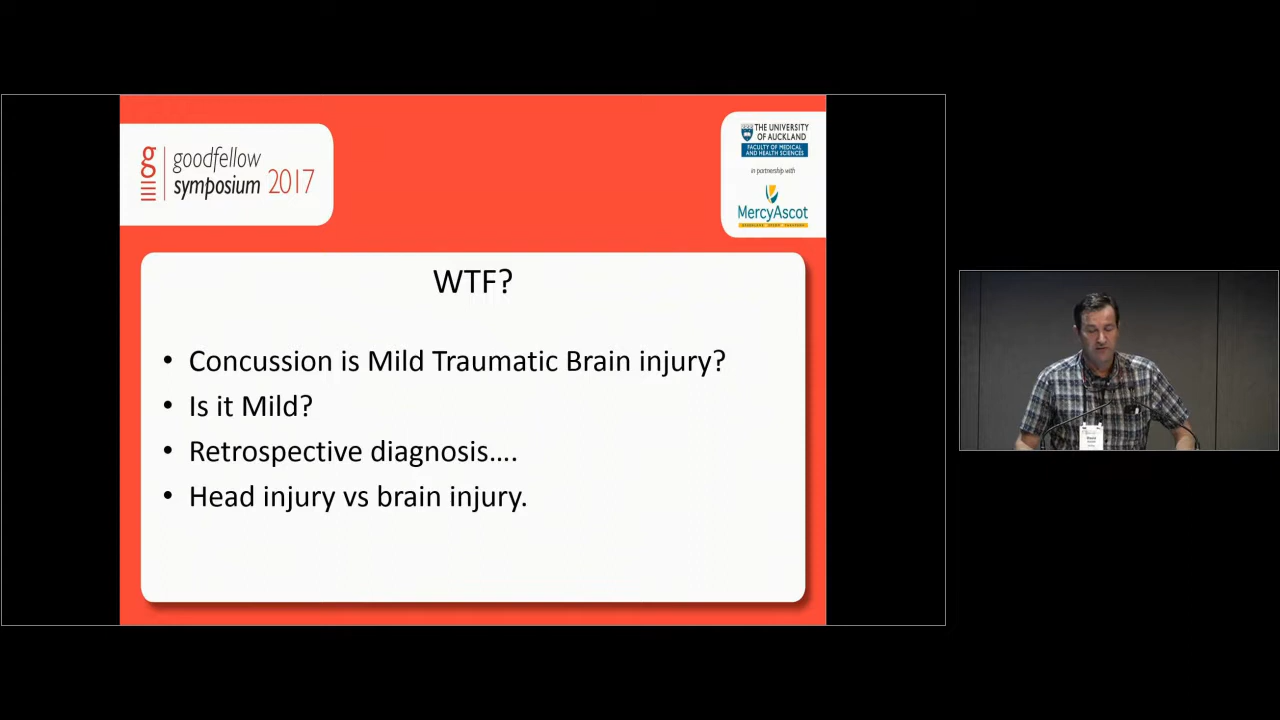 goodfellow
symposium 2017
THE UNIVERSITY
OF AUCKLAND
FACULTY OF MEDICAL
AND HEALTH SCIENCES
in partnership with
MercyAscot
WTF?
• Concussion is Mild Traumatic Brain injury?
• Is it Mild?
• Retrospective diagnosis….
• Head injury vs brain injury.